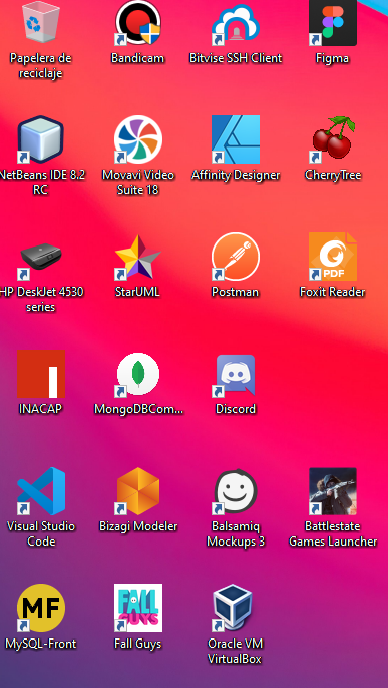 Papelera de
reciclaje
Bandicam
Bitvise SSH Client
Figma
NetBeans IDE 8.2
RC
Movavi Video
Suite 18
Affinity Designer
CherryTree
HP DeskJet 4530
series
StarUML
Postman
PDF
Foxit Reader
INACAP
MongoDBCom...
Discord
Visual Studio
Code
Bizagi Modeler
Balsamiq
Mockups 3
Battlestate
Games Launcher
MF
MySQL-Front
FALL
GUYS
Fall Guys
Oracle VM
VirtualBox